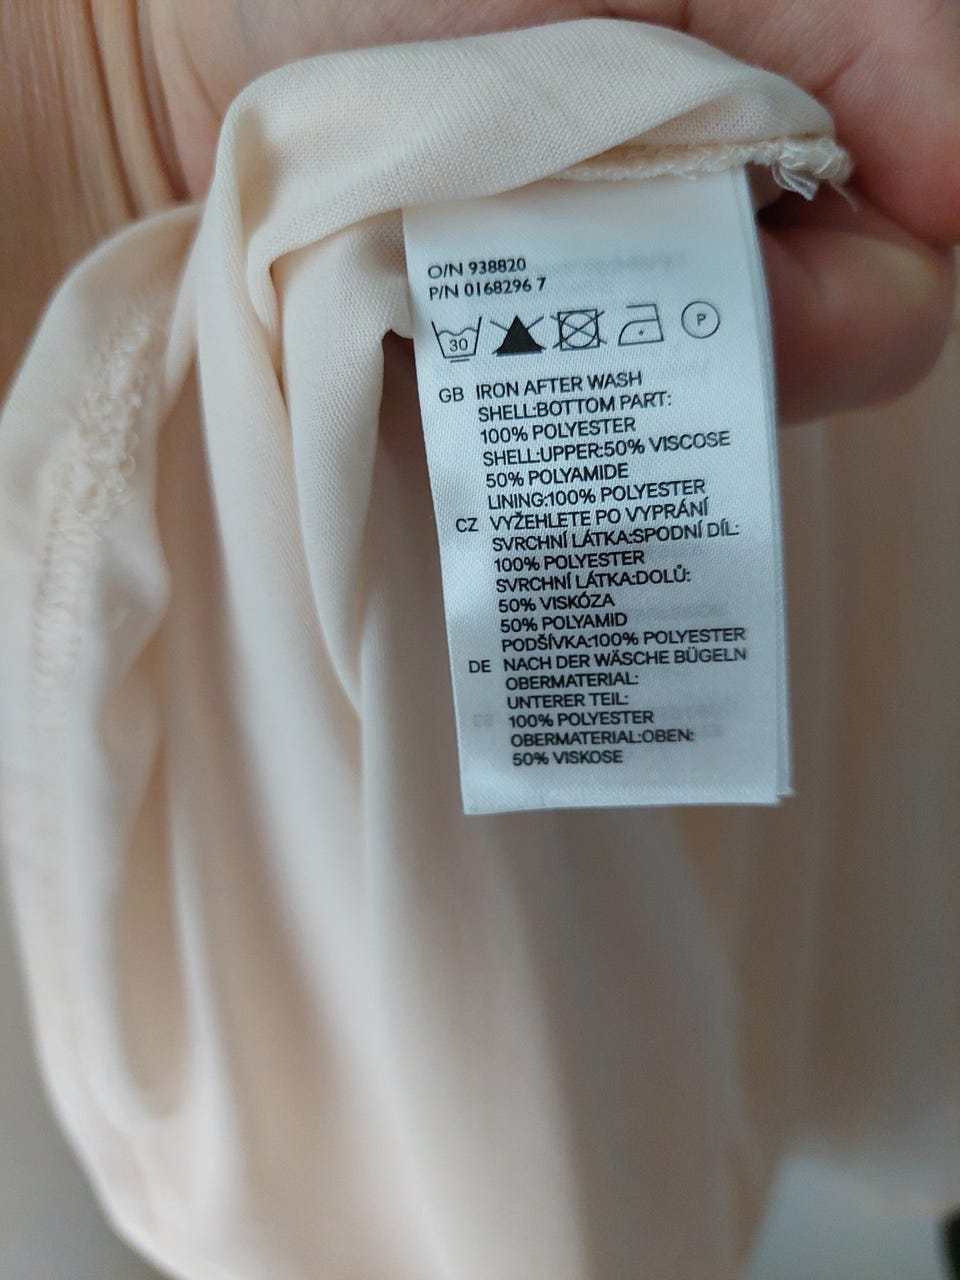 O/N 938820
P/N 0168296 7
30 P
GB IRON AFTER WASH
SHELL:BOTTOM PART:
100% POLYESTER
SHELL:UPPER:50% VISCOSE
50% POLYAMIDE
LINING:100% POLYESTER
CZ VYŽEHLETE PO VYPRÁNÍ
SVRCHNÍ LÁTKA:SPODNÍ DÍL:
100% POLYESTER
SVRCHNÍ LÁTKA:DOLŮ:
50% VISKÓZA
50% POLYAMID
PODŠÍVKA:100% POLYESTER
DE NACH DER WÄSCHE BÜGELN
OBERMATERIAL:
UNTERER TEIL:
100% POLYESTER
OBERMATERIAL:OBEN:
50% VISKOSE